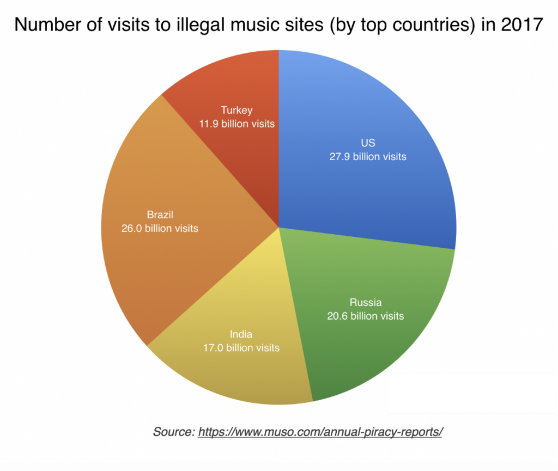 Number of visits to illegal music sites (by top countries) in 2017
Turkey
11.9 billion visits
US
27.9 billion visits
Brazil
26.0 billion visits
Russia
20.6 billion visits
India
17.0 billion visits
Source: https://www.muso.com/annual-piracy-reports/